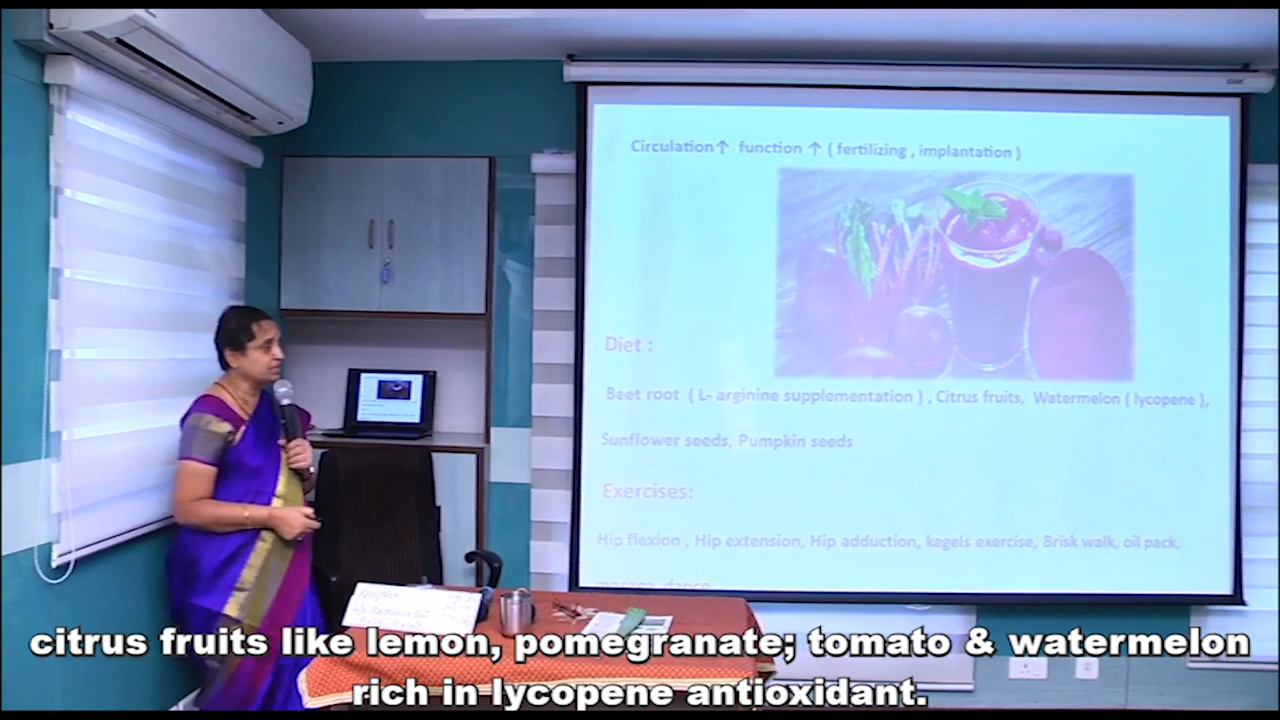 Circulation↑ function ↑ ( fertilizing , implantation )
Diet :
Beet root ( L- arginine supplementation ) , Citrus fruits, Watermelon ( lycopene ),
Sunflower seeds, Pumpkin seeds
Exercises:
Hip flexion , Hip extension, Hip adduction, kegels exercise, Brisk walk, oil pack,
masage, dance
citrus fruits like lemon, pomegranate; tomato & watermelon
rich in lycopene antioxidant.